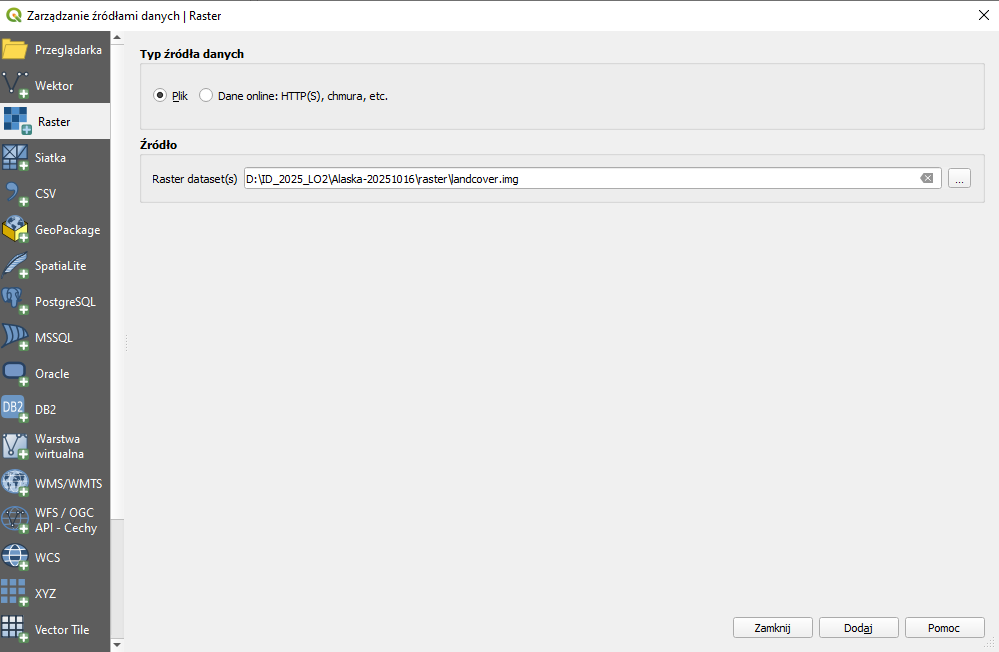 Zarządzanie źródłami danych | Raster
Przeglądarka
Wektor
Raster
Siatka
CSV
GeoPackage
SpatiaLite
PostgreSQL
MSSQL
Oracle
DB2
DB2
Warstwa
wirtualna
WMS/WMTS
WFS / OGC
API - Cechy
WCS
XYZ
Vector Tile
Typ źródła danych
Plik Dane online: HTTP(S), chmura, etc.
Źródło
Raster dataset(s) D:\ID_2025_LO2\Alaska-20251016\raster\landcover.img ...
Zamknij Dodaj Pomoc